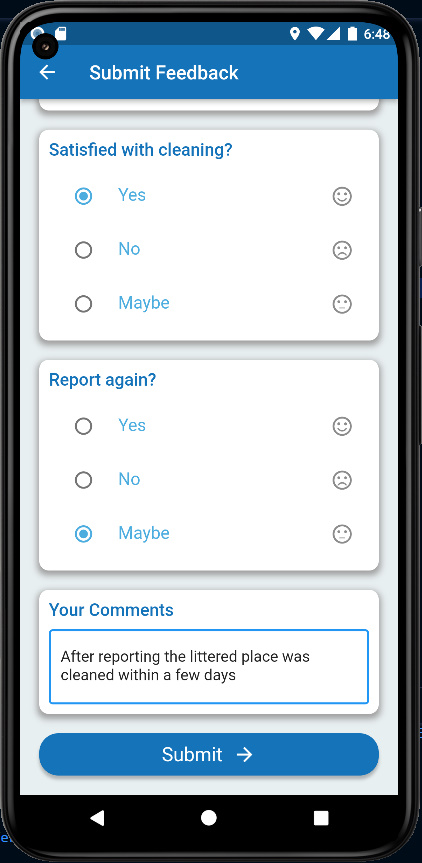 6:48
Submit Feedback
Satisfied with cleaning?
Yes
No
Maybe
Report again?
Yes
No
Maybe
Your Comments
After reporting the littered place was
cleaned within a few days
Submit